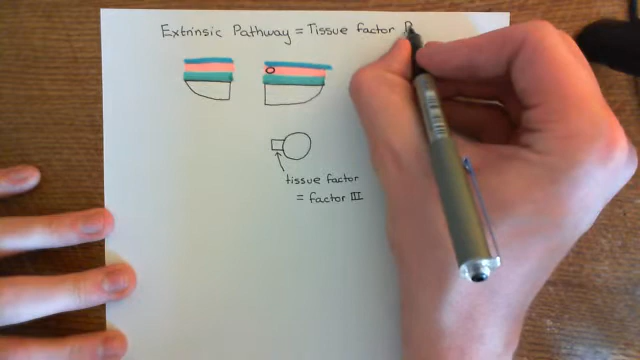 Extrinsic Pathway = Tissue factor P
tissue factor
= factor III